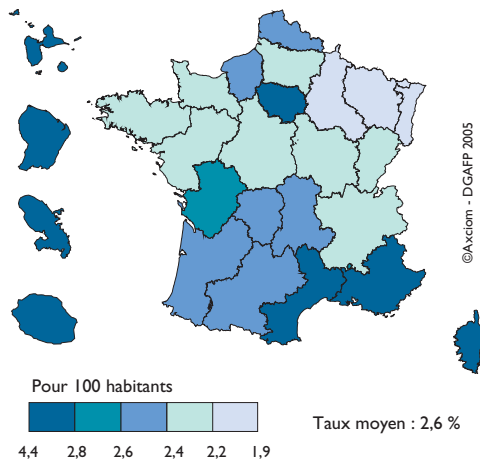 ©Axciom - DGAFP 2005
Pour 100 habitants
4,4 2,8 2,6 2,4 2,2 1,9
Taux moyen : 2,6 %